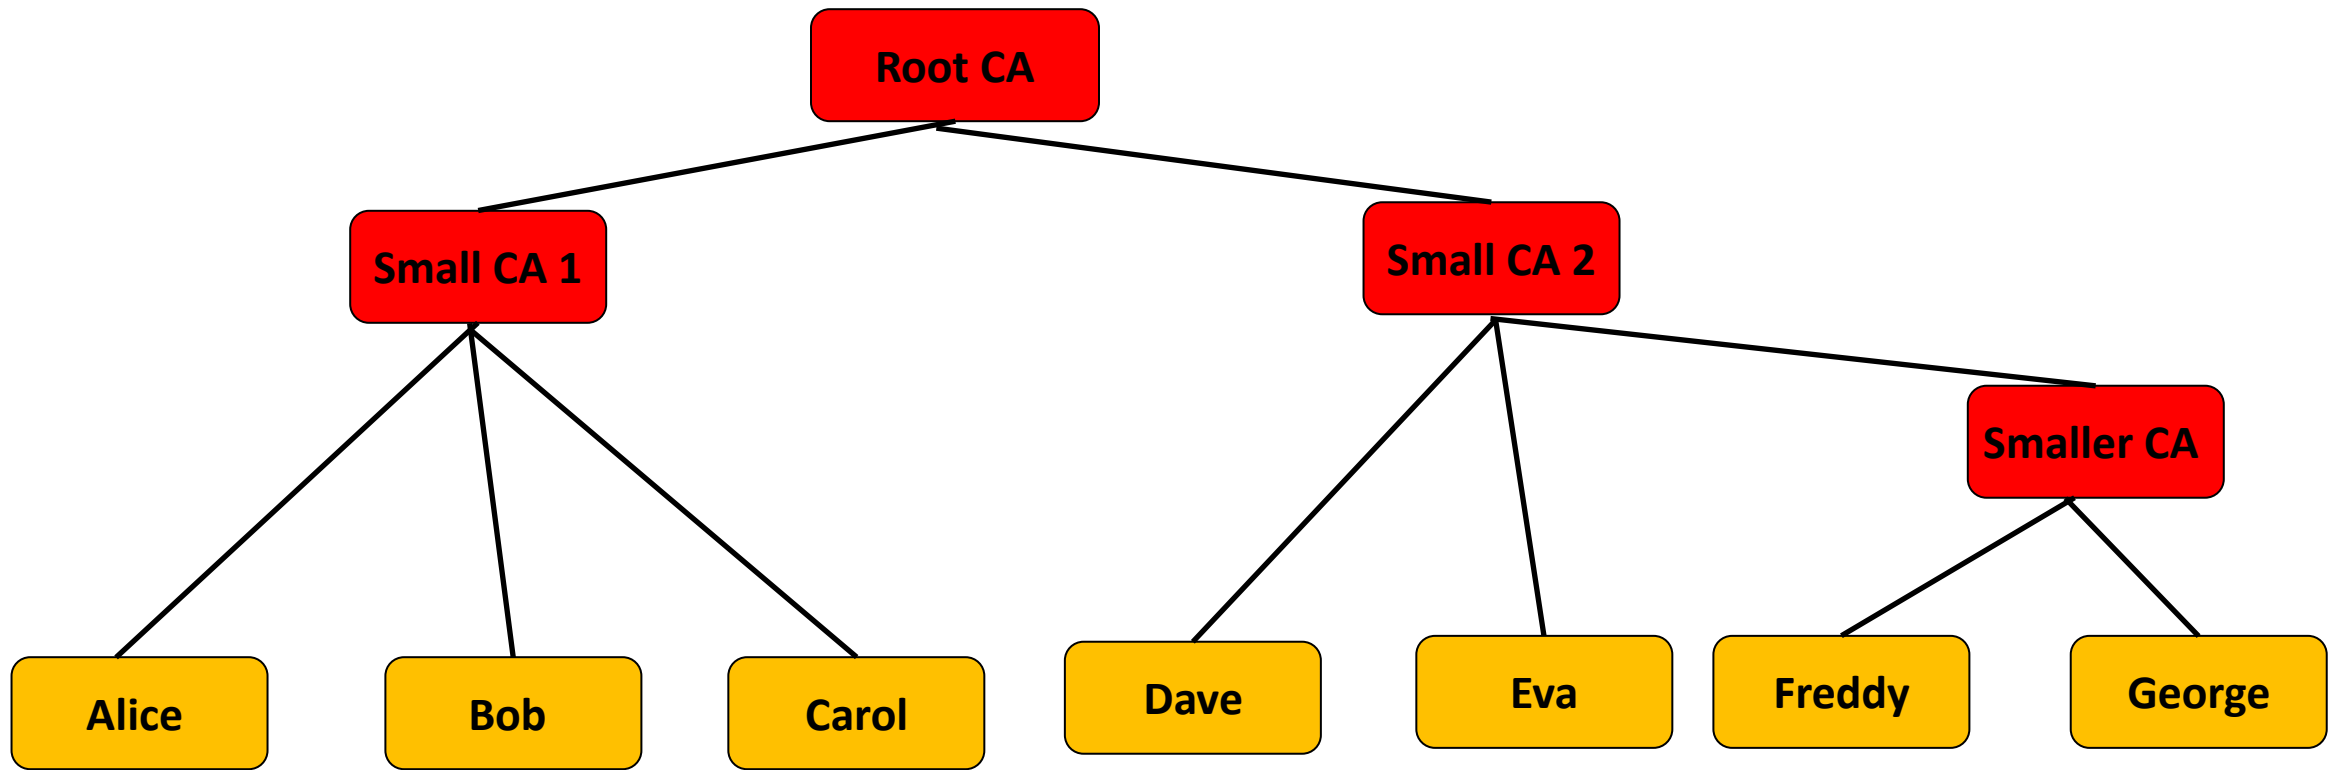 Root CA
Small CA 1
Small CA 2
Smaller CA
Alice
Bob
Carol
Dave
Eva
Freddy
George